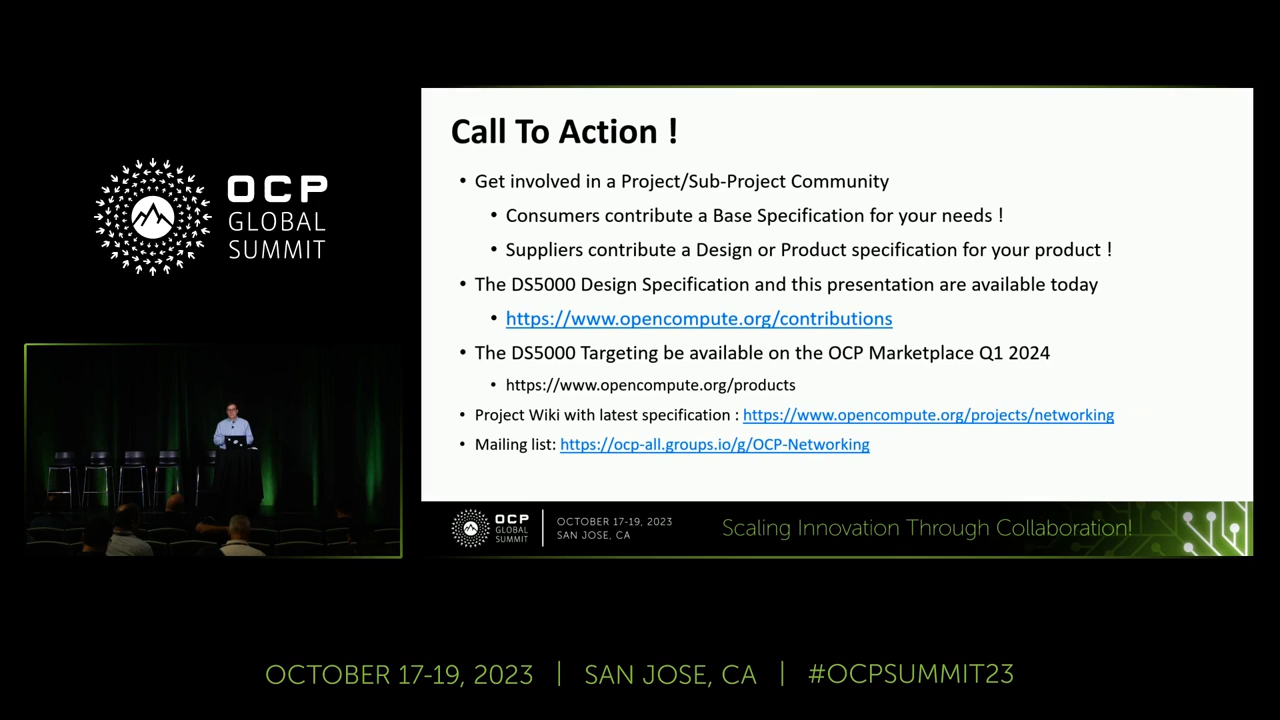 OCP
GLOBAL
SUMMIT
Call To Action !
• Get involved in a Project/Sub-Project Community
• Consumers contribute a Base Specification for your needs !
• Suppliers contribute a Design or Product specification for your product !
• The DS5000 Design Specification and this presentation are available today
• https://www.opencompute.org/contributions
• The DS5000 Targeting be available on the OCP Marketplace Q1 2024
• https://www.opencompute.org/products
• Project Wiki with latest specification : https://www.opencompute.org/projects/networking
• Mailing list: https://ocp-all.groups.io/g/OCP-Networking
OCP
GLOBAL
SUMMIT
OCTOBER 17-19, 2023
SAN JOSE, CA
Scaling Innovation Through Collaboration!
OCTOBER 17-19, 2023 | SAN JOSE, CA | #OCPSUMMIT23